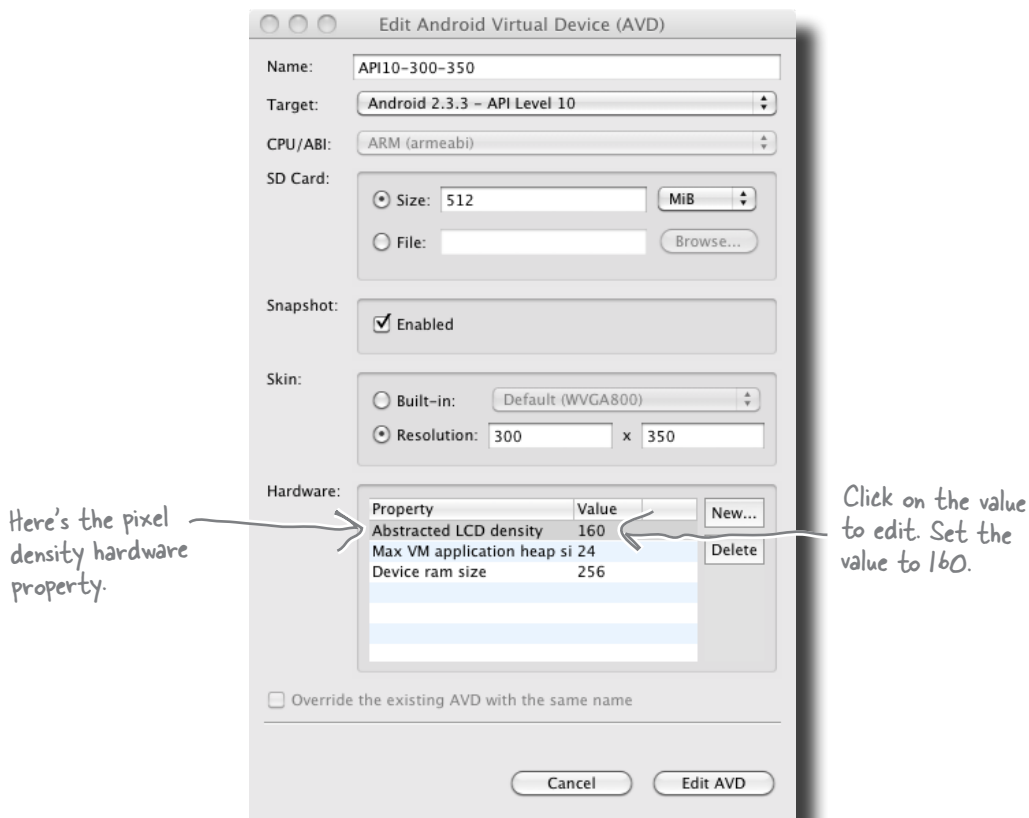 Edit Android Virtual Device (AVD)
Name: API10-300-350
Target: Android 2.3.3 - API Level 10
CPU/ABI: ARM (armeabi)
SD Card:
Size: 512 MiB
File: Browse...
Snapshot:
Enabled
Skin:
Built-in: Default (WVGA800)
Resolution: 300 x 350
Hardware:
Property Value
New...
Abstracted LCD density 160
Max VM application heap si 24
Delete
Device ram size 256
Here's the pixel
density hardware
property.
Click on the value
to edit. Set the
value to 160.
Override the existing AVD with the same name
Cancel Edit AVD